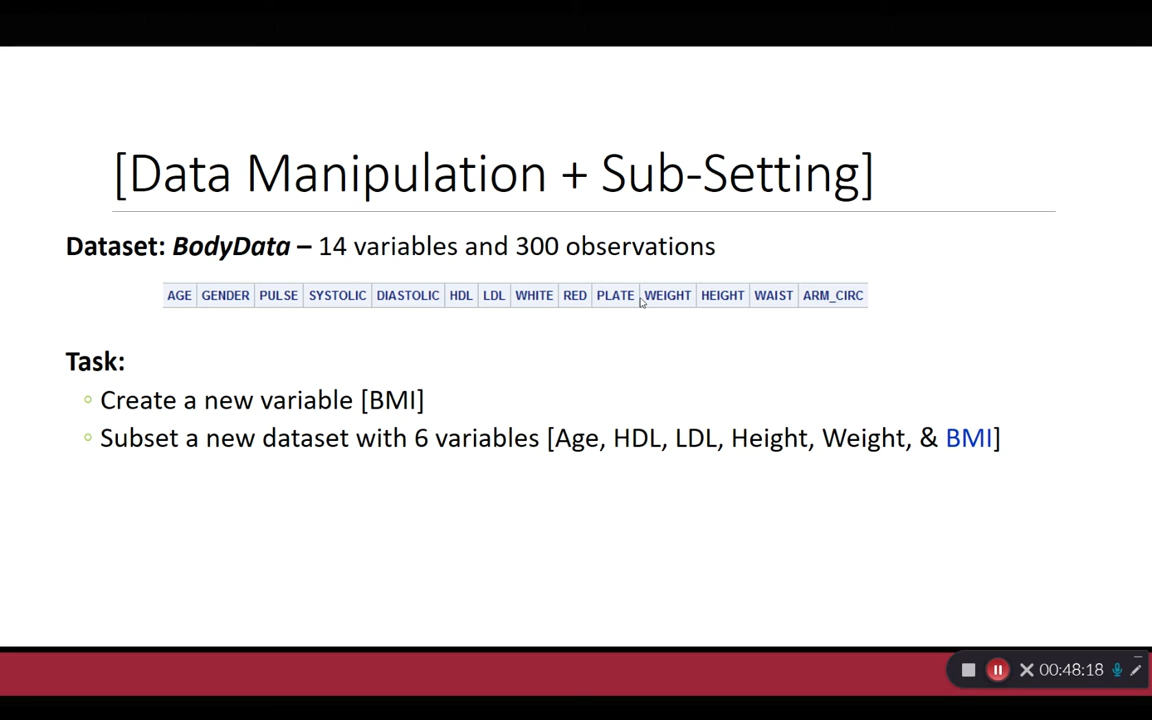 [Data Manipulation + Sub-Setting]
Dataset: BodyData – 14 variables and 300 observations
AGE GENDER PULSE SYSTOLIC DIASTOLIC HDL LDL WHITE RED PLATE WEIGHT HEIGHT WAIST ARM_CIRC
Task:
Create a new variable [BMI]
Subset a new dataset with 6 variables [Age, HDL, LDL, Height, Weight, & BMI]
00:48:18